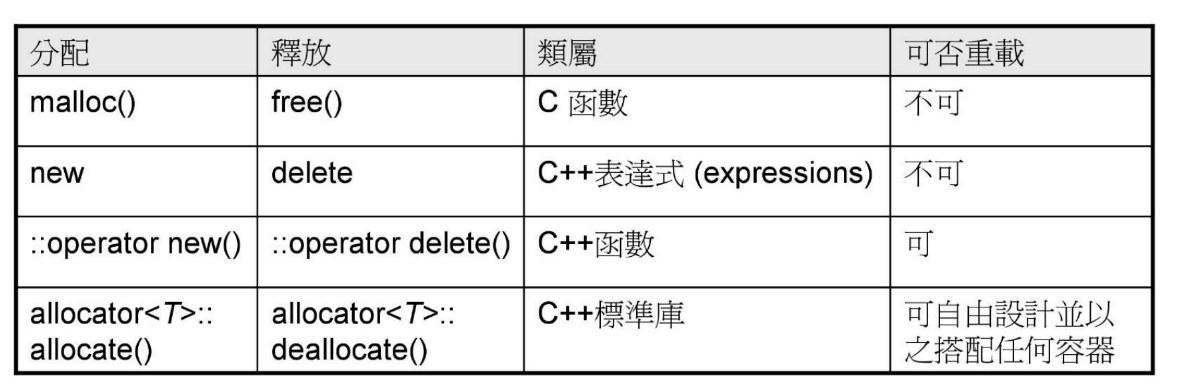 分配 釋放 類屬 可否重載
malloc() free() C 函數 不可
new delete C++表達式 (expressions) 不可
::operator new() ::operator delete() C++函數 可
allocator<T>:: allocator<T>:: C++標準庫 可自由設計並以
allocate() deallocate() 之搭配任何容器